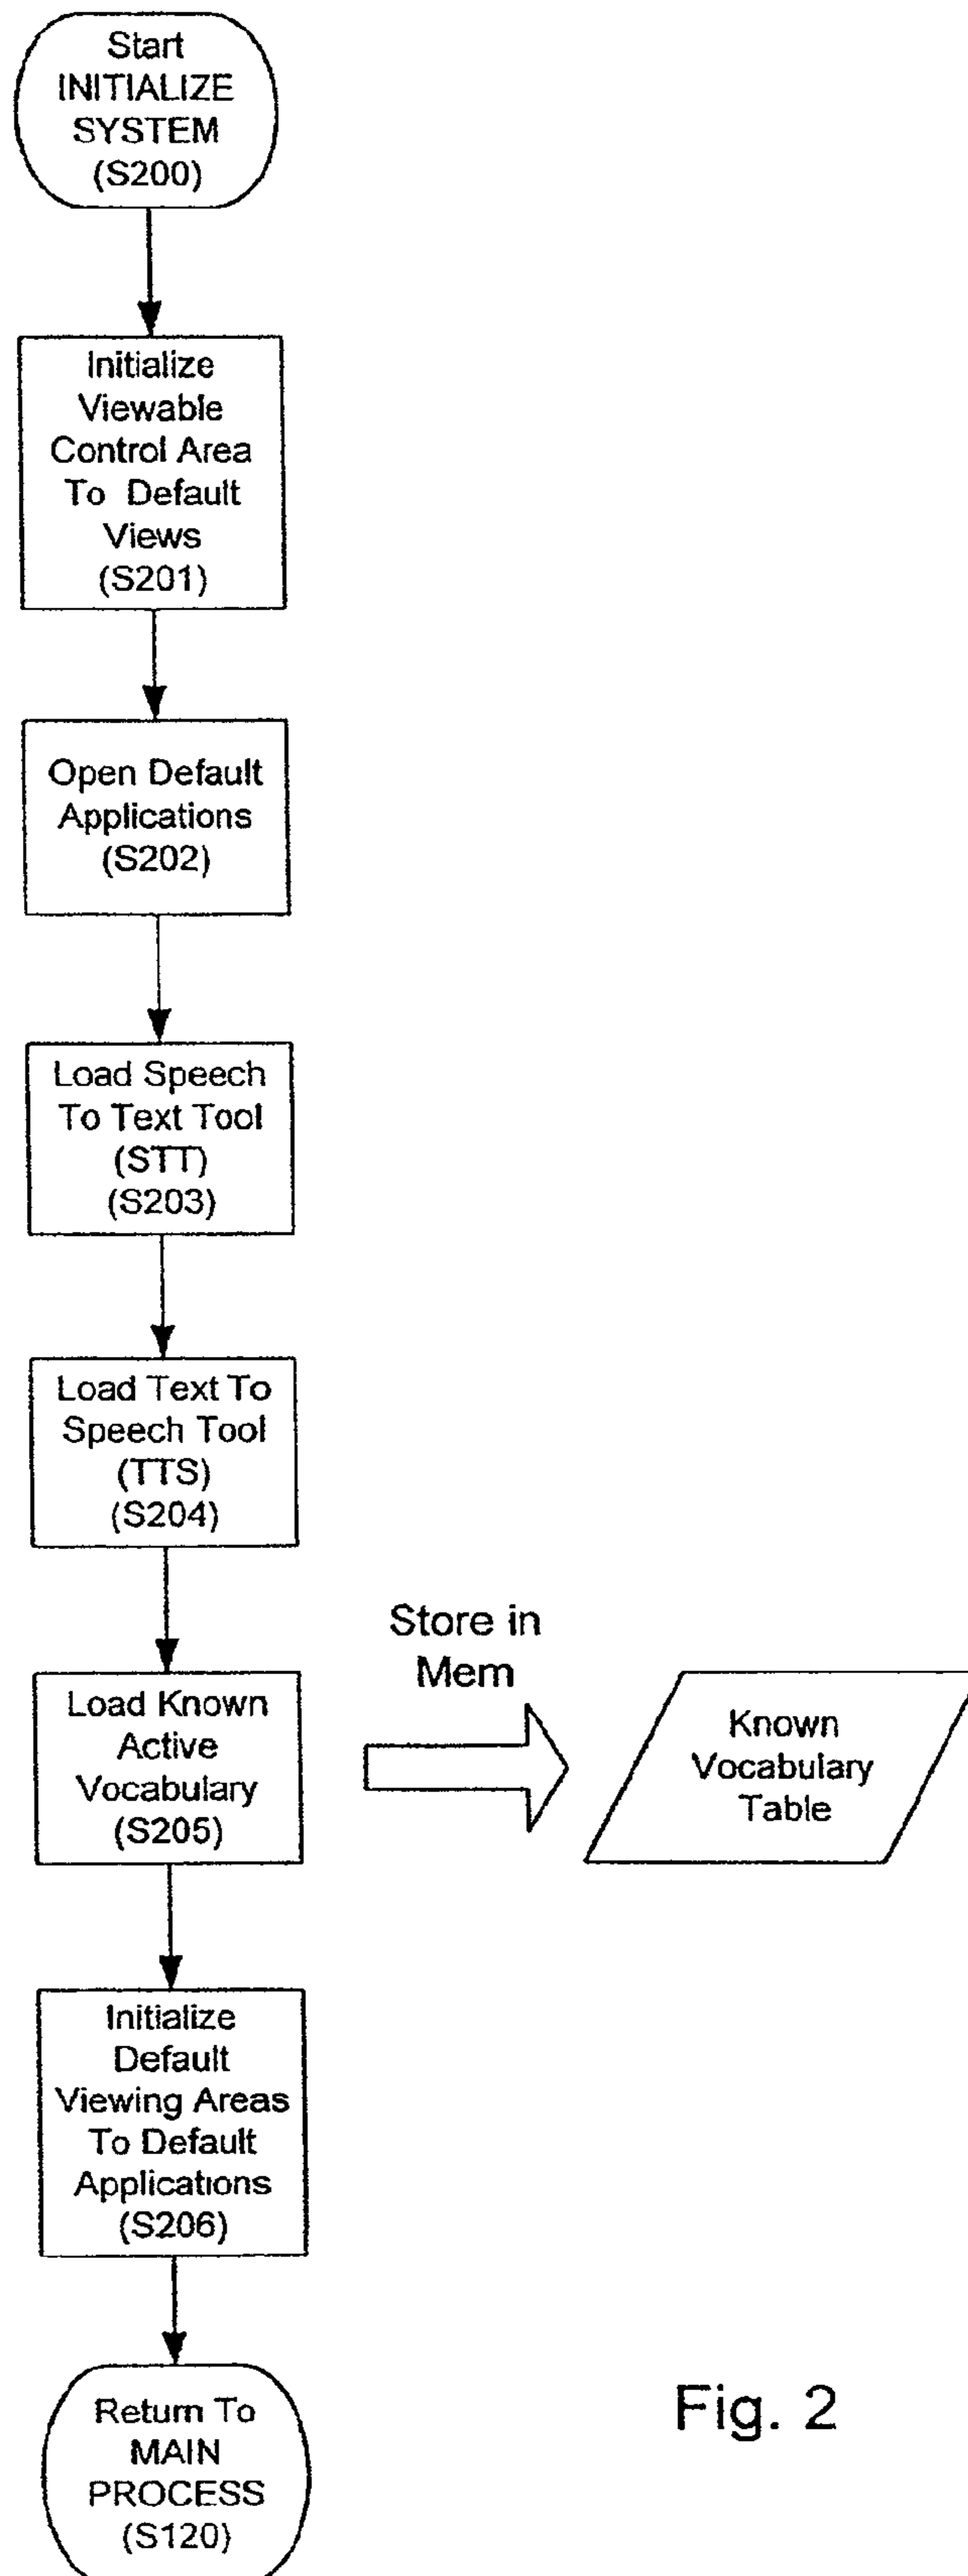 Start
INITIALIZE
SYSTEM
(S200)
Initialize
Viewable
Control Area
To Default
Views
(S201)
Open Default
Applications
(S202)
Load Speech
To Text Tool
(STT)
(S203)
Load Text To
Speech Tool
(TTS)
(S204)
Load Known
Active
Vocabulary
(S205)
Store in
Mem
Known
Vocabulary
Table
Initialize
Default
Viewing Areas
To Default
Applications
(S206)
Return To
MAIN
PROCESS
(S120)
Fig. 2